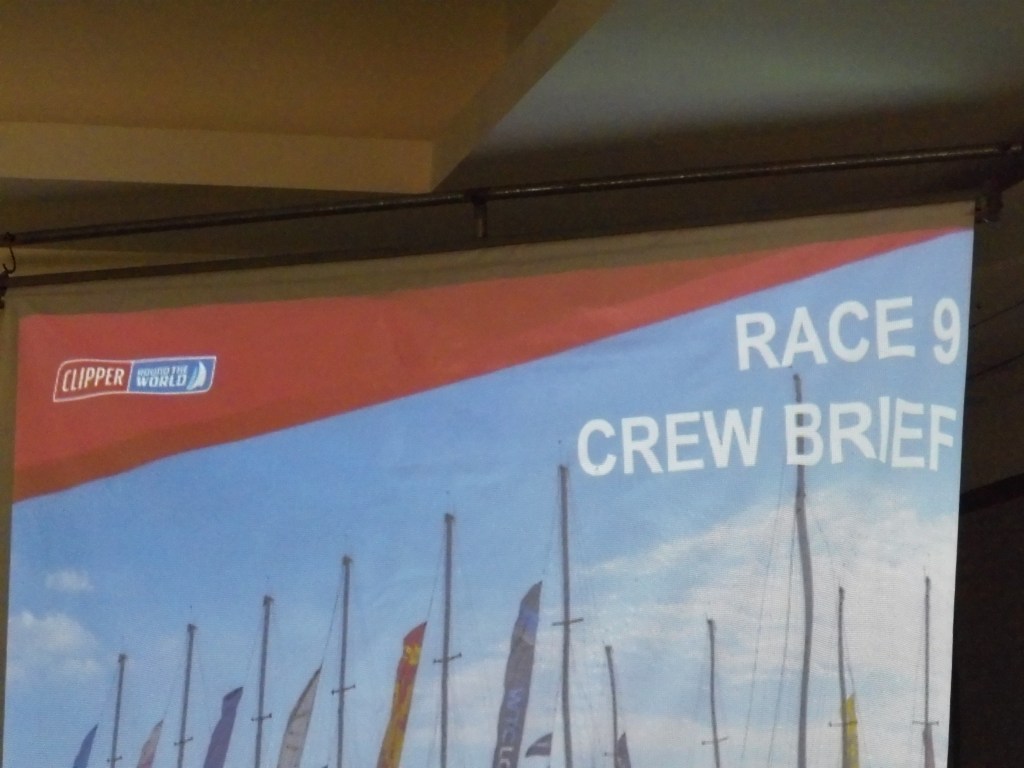 RACE 9
CLIPPER ROUND THE
WORLD
CREW BRIEF